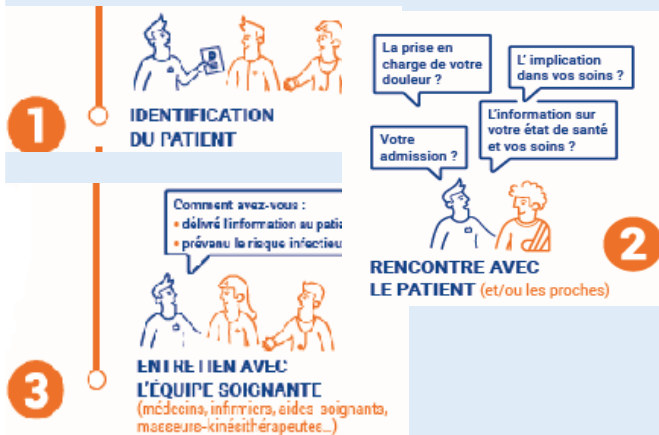 1
IDENTIFICATION
DU PATIENT
La prise en
charge de votre
douleur ?
L' implication
dans vos soins ?
L'information sur
votre état de santé
et vos soins ?
Votre
admission ?
2
RENCONTRE AVEC
LE PATIENT (et/ou les proches)
Comment avez-vous :
• délivré l'information au
• prévenu le risque
3
ENTRETIEN AVEC
L'ÉQUIPE SOIGNANTE
(médecins, infirmiers, aides-soignants,
masseurs-kinésithérapeutes...)